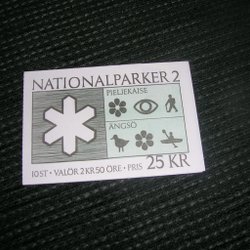 NATIONALPARKER 2
PIELJEKAISE
ÄNGSÖ
10 ST · VALÖR 2 KR 50 ÖRE · PRIS 25 KR